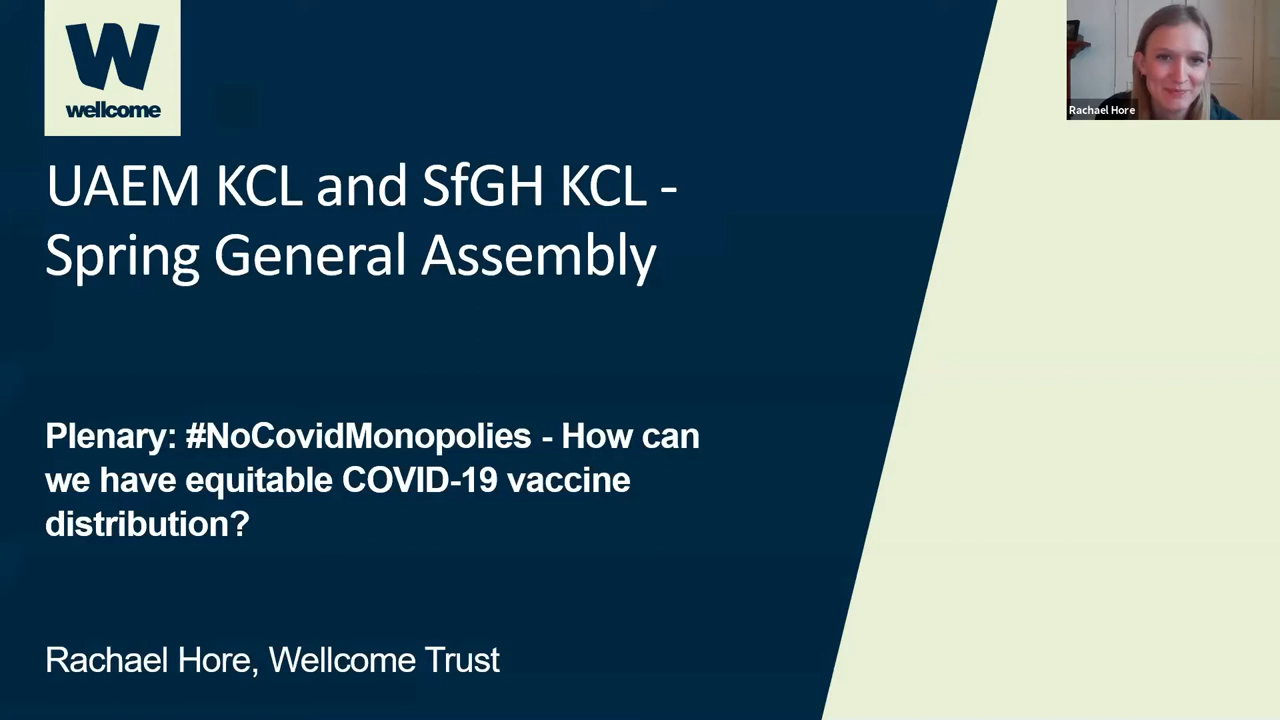 W
wellcome
Rachael Hore
UAEM KCL and SfGH KCL -
Spring General Assembly
Plenary: #NoCovidMonopolies - How can
we have equitable COVID-19 vaccine
distribution?
Rachael Hore, Wellcome Trust